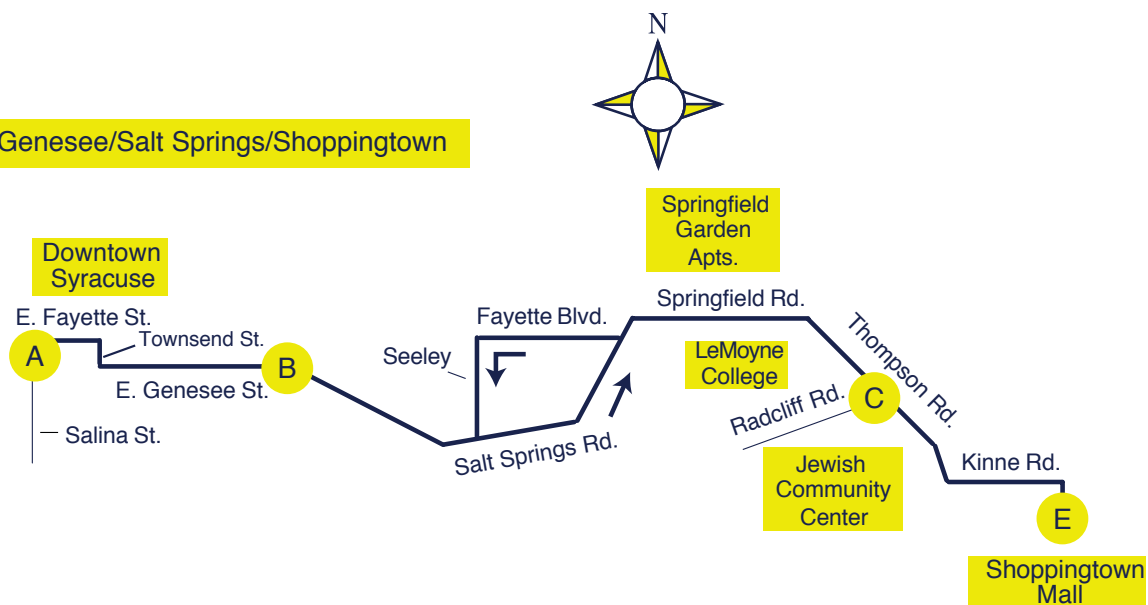 N
Genesee/Salt Springs/Shoppingtown
Springfield
Garden
Apts.
Downtown
Syracuse
E. Fayette St.
Townsend St.
A
B
E. Genesee St.
Salina St.
Fayette Blvd.
Seeley
Salt Springs Rd.
Springfield Rd.
LeMoyne
College
Thompson Rd.
Radcliff Rd.
C
Jewish
Community
Center
Kinne Rd.
E
Shoppingtown
Mall